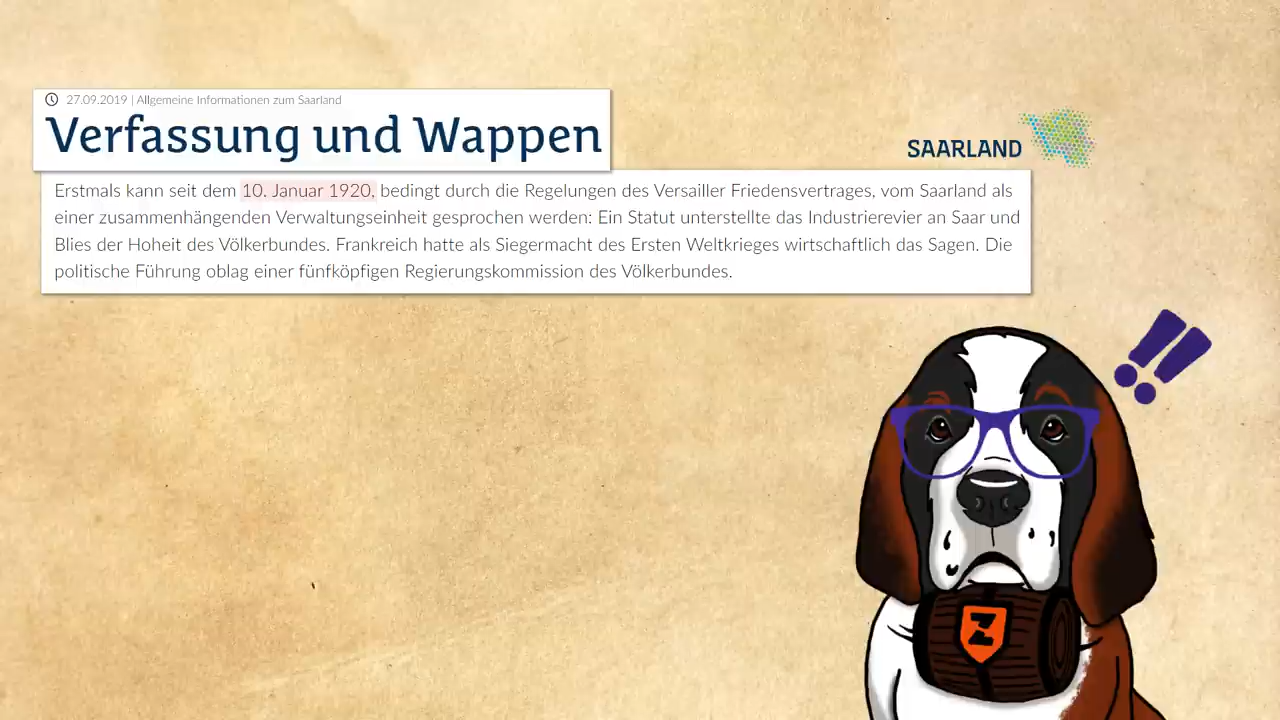 27.09.2019 | Allgemeine Informationen zum Saarland
Verfassung und Wappen
SAARLAND
Erstmals kann seit dem 10. Januar 1920, bedingt durch die Regelungen des Versailler Friedensvertrages, vom Saarland als
einer zusammenhängenden Verwaltungseinheit gesprochen werden: Ein Statut unterstellte das Industrierevier an Saar und
Blies der Hoheit des Völkerbundes. Frankreich hatte als Siegermacht des Ersten Weltkrieges wirtschaftlich das Sagen. Die
politische Führung oblag einer fünfköpfigen Regierungskommission des Völkerbundes.
!!
Z